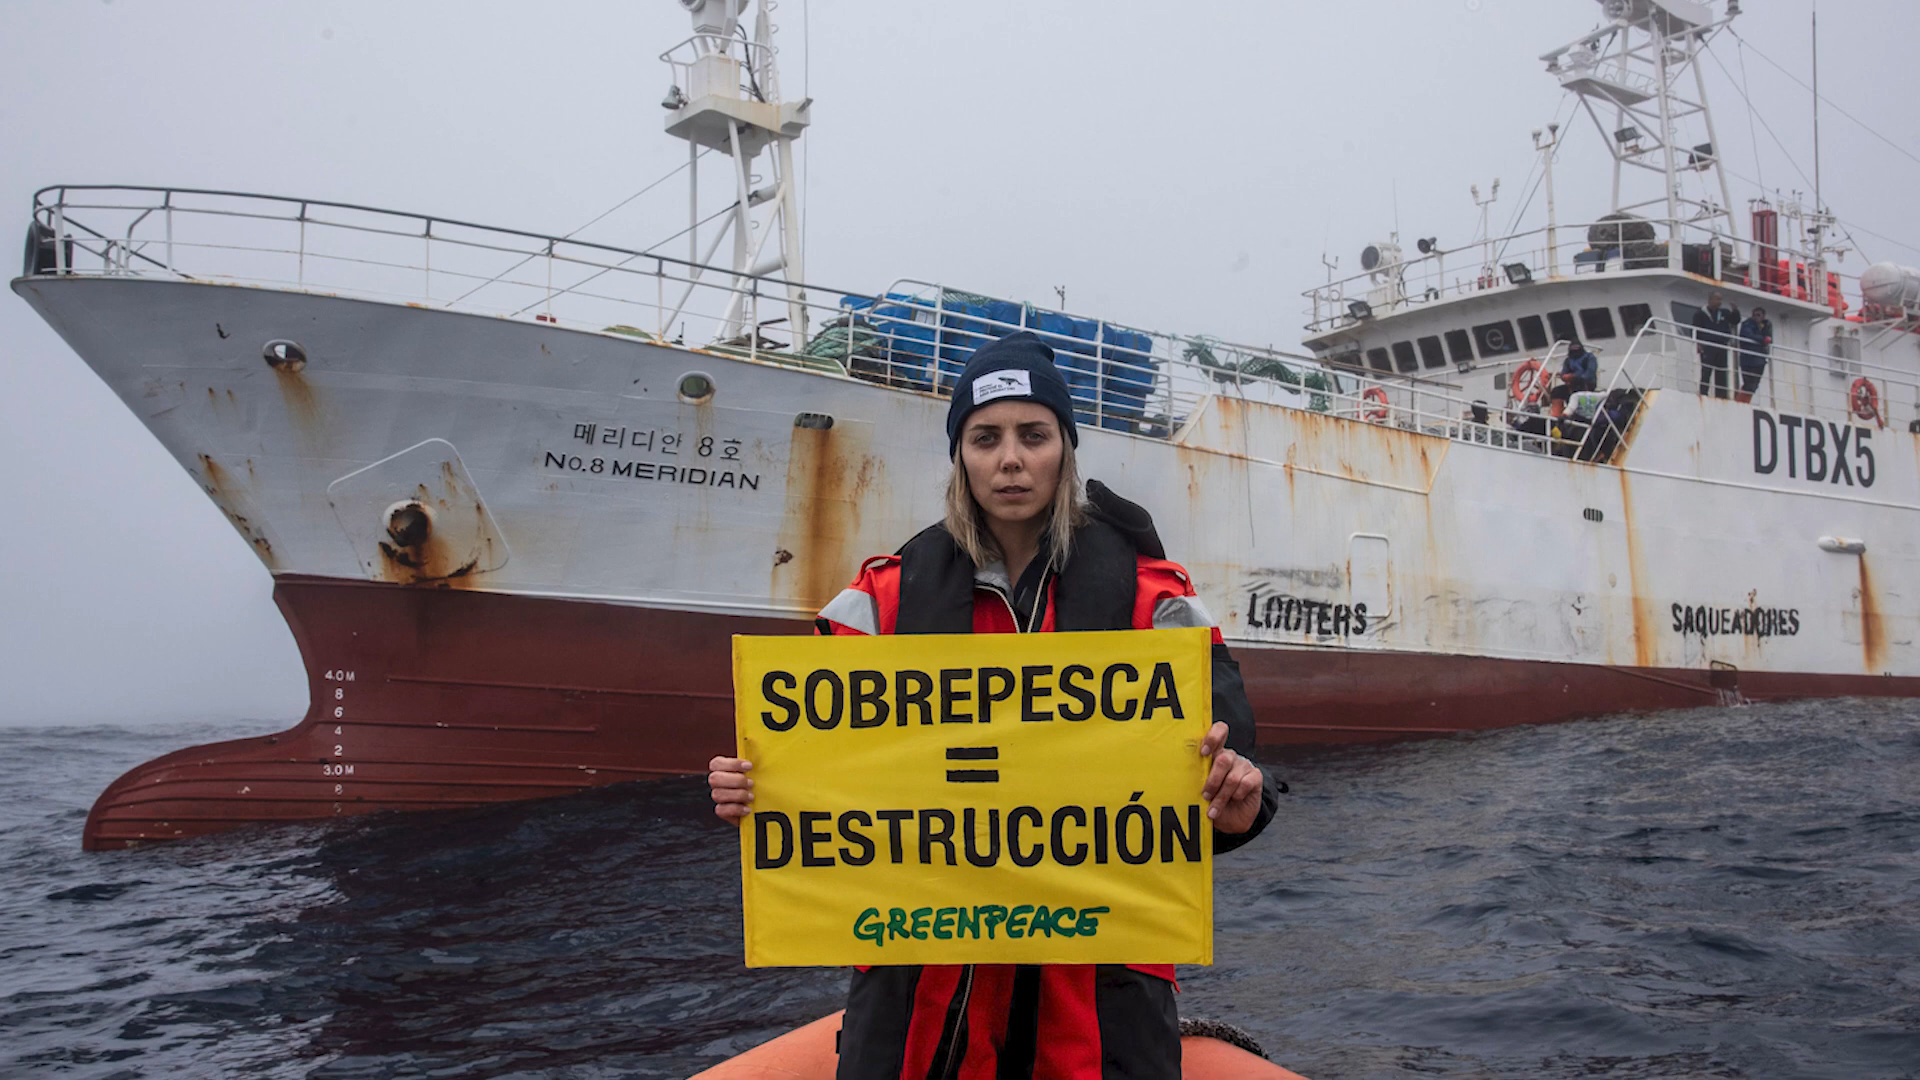 메리디안 8호
No.8 MERIDIAN
DTBX5
LOOTERS
SAQUEADORES
4.0M
8
6
4
2
3.0M
8
SOBREPESCA
=
DESTRUCCIÓN
GREENPEACE